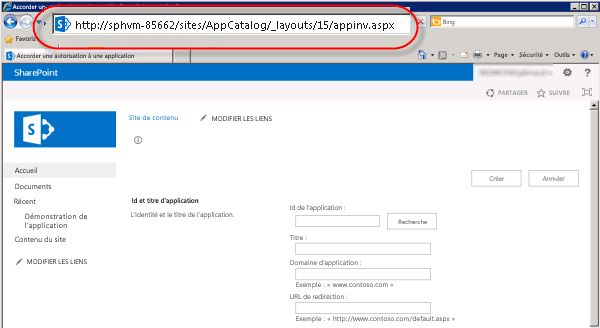 Accorder un
http://sphvm-85662/sites/AppCatalog/_layouts/15/appinv.aspx
Bing
Favoris
Accorder une autorisation à une application
Page
Sécurité
Outils
SharePoint
PARTAGER
SUIVRE
Site de contenu
MODIFIER LES LIENS
Accueil
Documents
Récent
Démonstration de
l'application
Contenu du site
MODIFIER LES LIENS
Créer
Annuler
Id et titre d'application
L'identité et le titre de l'application.
Id de l'application :
Recherche
Titre :
Domaine d'application :
Exemple : « www.contoso.com »
URL de redirection :
Exemple : « http://www.contoso.com/default.aspx »